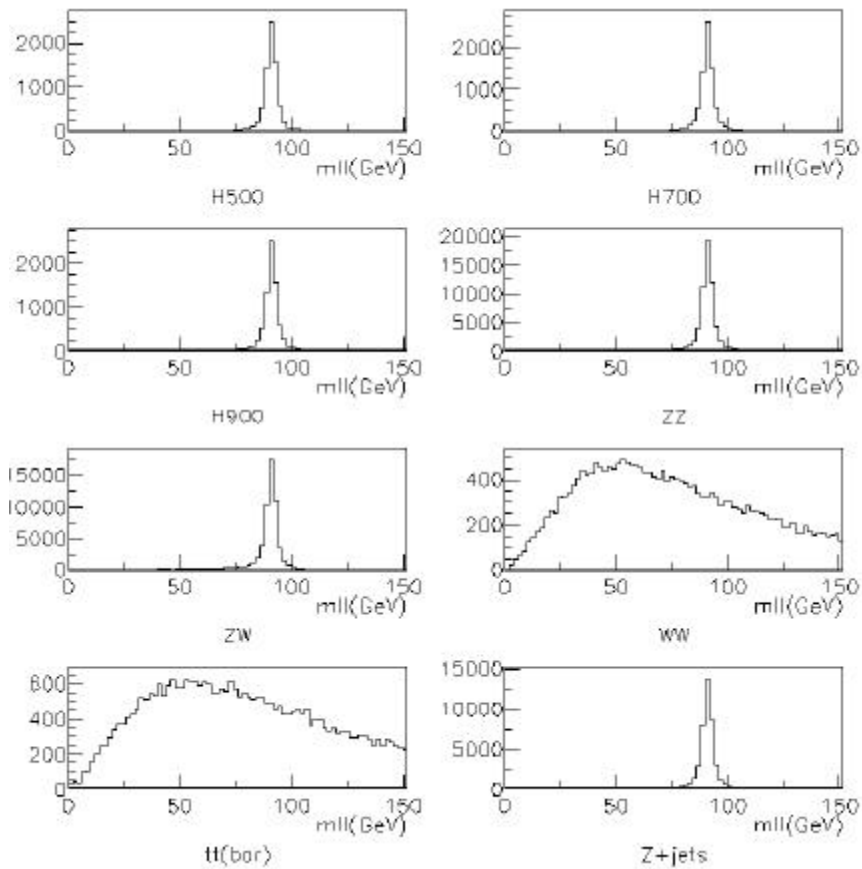 2000
1000
0
0 50 100 150
mll(GeV)
H500
2000
1000
0
0 50 100 150
mll(GeV)
H700
2000
1000
0
0 50 100 150
mll(GeV)
H900
20000
15000
10000
5000
0
0 50 100 150
mll(GeV)
ZZ
15000
10000
5000
0
0 50 100 150
mll(GeV)
ZW
400
200
0
0 50 100 150
mll(GeV)
WW
600
400
200
0
0 50 100 150
mll(GeV)
tt(bar)
15000
10000
5000
0
0 50 100 150
mll(GeV)
Z+jets